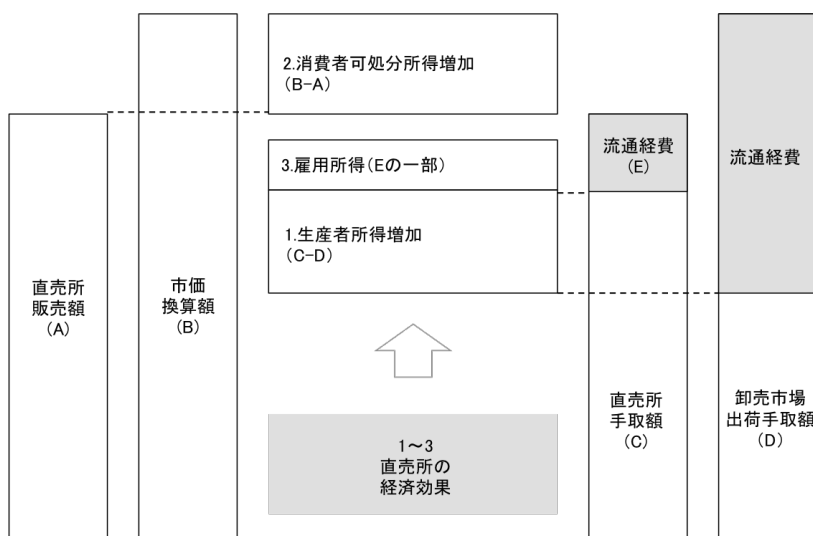 直売所
販売額
(A)
市価
換算額
(B)
2.消費者可処分所得増加
(B-A)
3.雇用所得(Eの一部)
1.生産者所得増加
(C-D)
1～3
直売所の
経済効果
流通経費
(E)
直売所
手取額
(C)
流通経費
卸売市場
出荷手取額
(D)